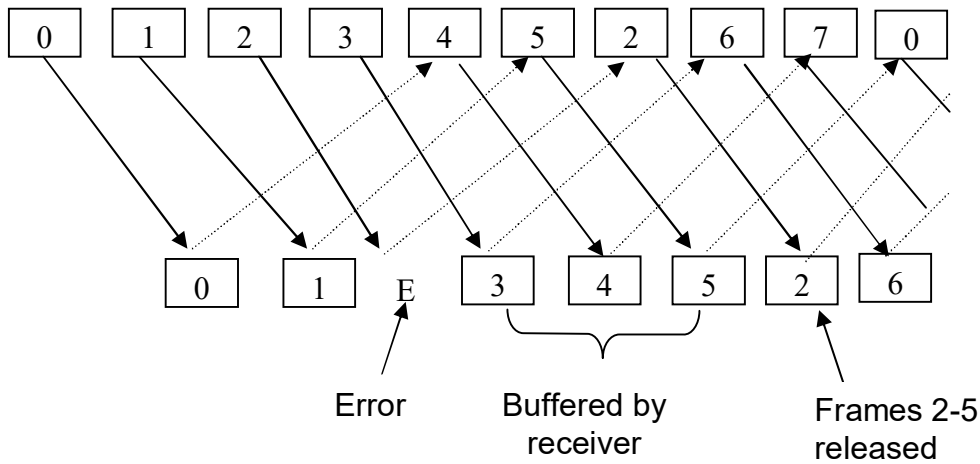 0 1 2 3 4 5 2 6 7 0
0 1 E 3 4 5 2 6
Error
Buffered by
receiver
Frames 2-5
released